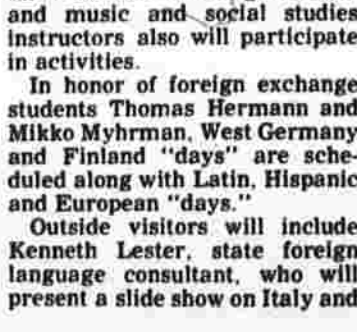 and music and social studies
instructors also will participate
in activities.
In honor of foreign exchange
students Thomas Hermann and
Mikko Myhrman, West Germany
and Finland "days" are sche-
duled along with Latin, Hispanic
and European "days."
Outside visitors will include
Kenneth Lester, state foreign
language consultant, who will
present a slide show on Italy and